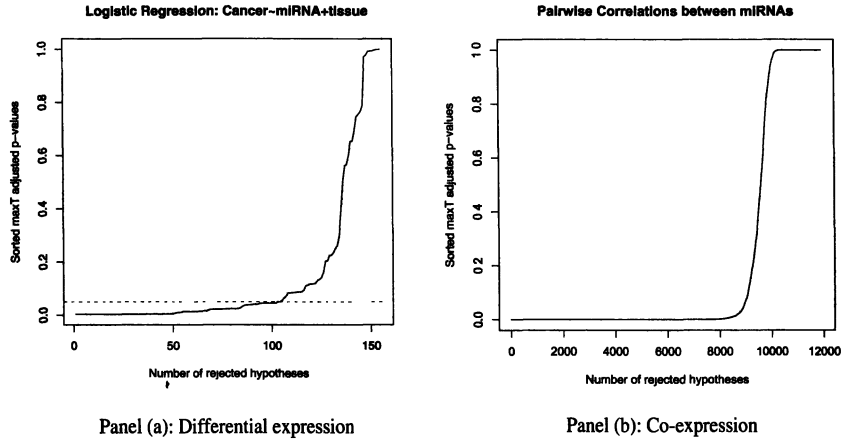 Logistic Regression: Cancer~miRNA+tissue
Sorted maxT adjusted p-values
1.0
0.8
0.6
0.4
0.2
0.0
0 50 100 150
Number of rejected hypotheses
Panel (a): Differential expression
Pairwise Correlations between miRNAs
Sorted maxT adjusted p-values
1.0
0.8
0.6
0.4
0.2
0.0
0 2000 4000 6000 8000 10000 12000
Number of rejected hypotheses
Panel (b): Co-expression